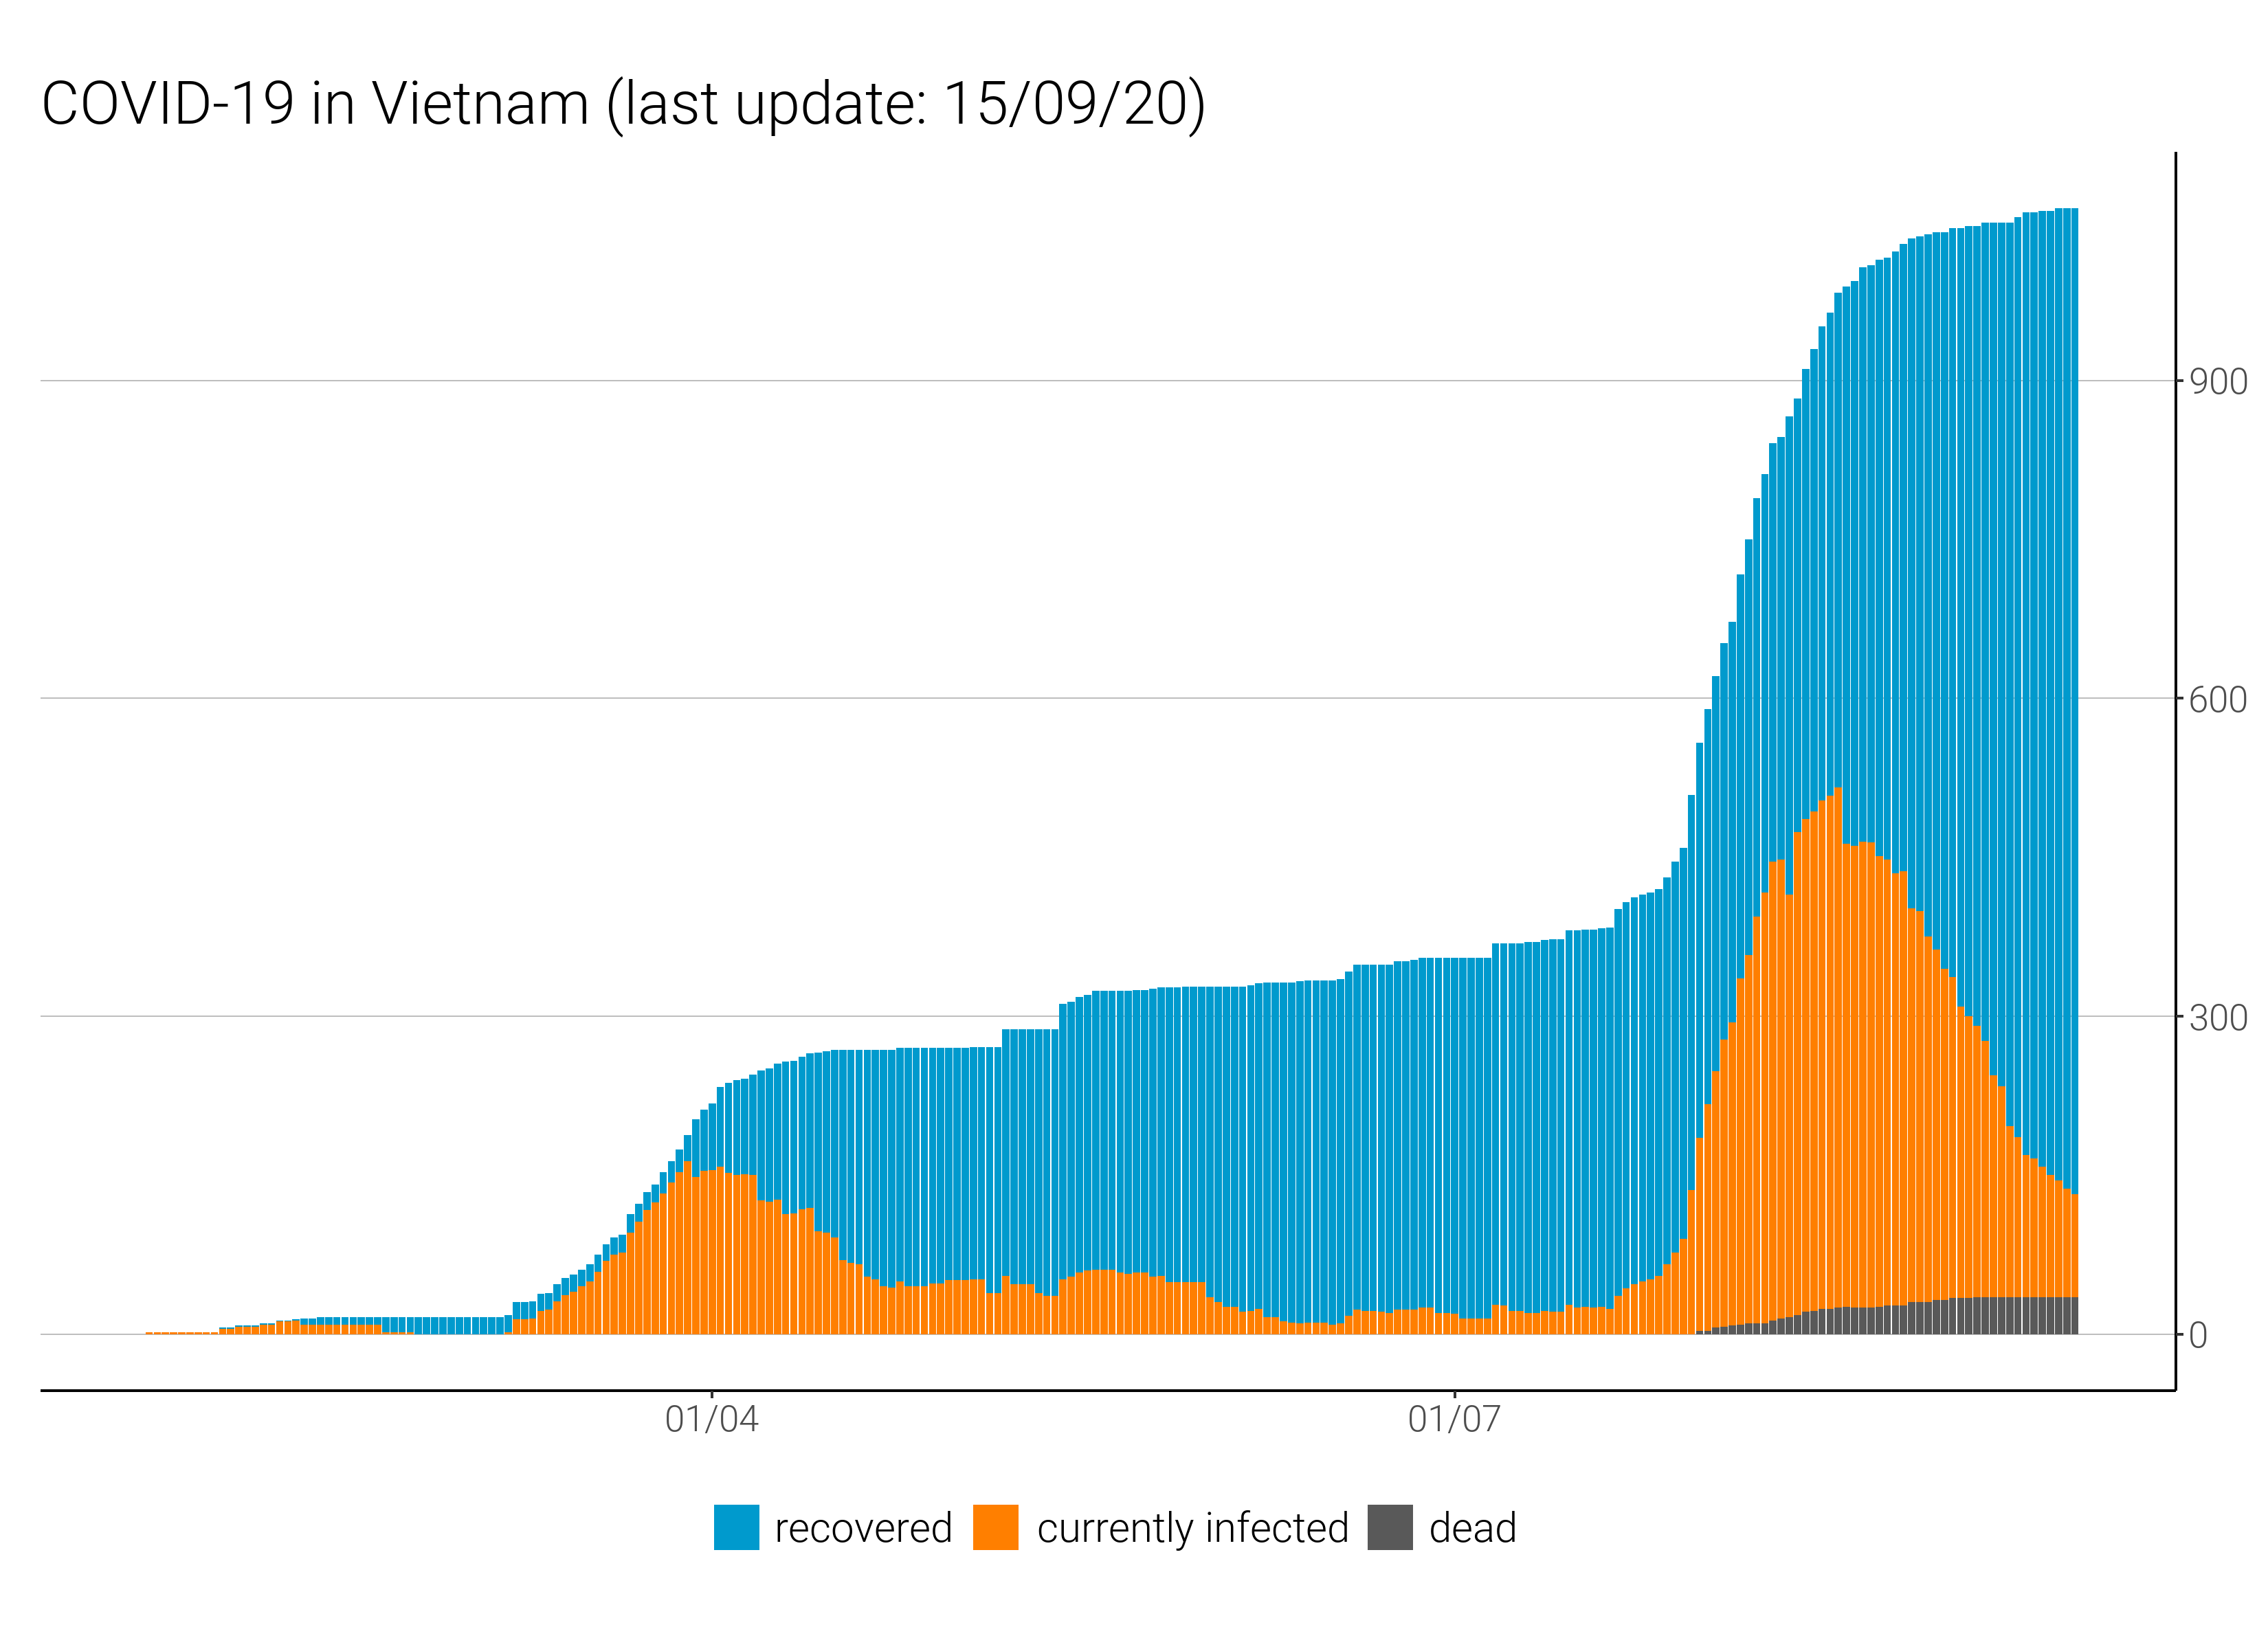 COVID-19 in Vietnam (last update: 15/09/20)
900
600
300
0
01/04 01/07
recovered currently infected dead